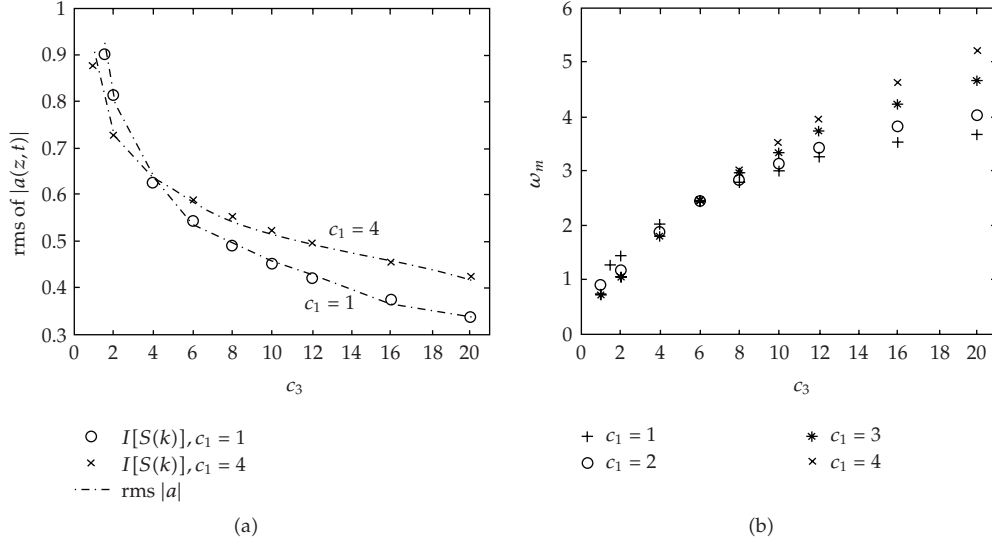 1
0.9
0.8
0.7
0.6
0.5
0.4
0.3
0 2 4 6 8 10 12 14 16 18 20
rms of |a(z,t)|
c₃
c₁ = 4
c₁ = 1
I[S(k)], c₁ = 1
I[S(k)], c₁ = 4
rms |a|
(a)
6
5
4
3
2
1
0
0 2 4 6 8 10 12 14 16 18 20
ωₘ
c₃
c₁ = 1
c₁ = 2
c₁ = 3
c₁ = 4
(b)